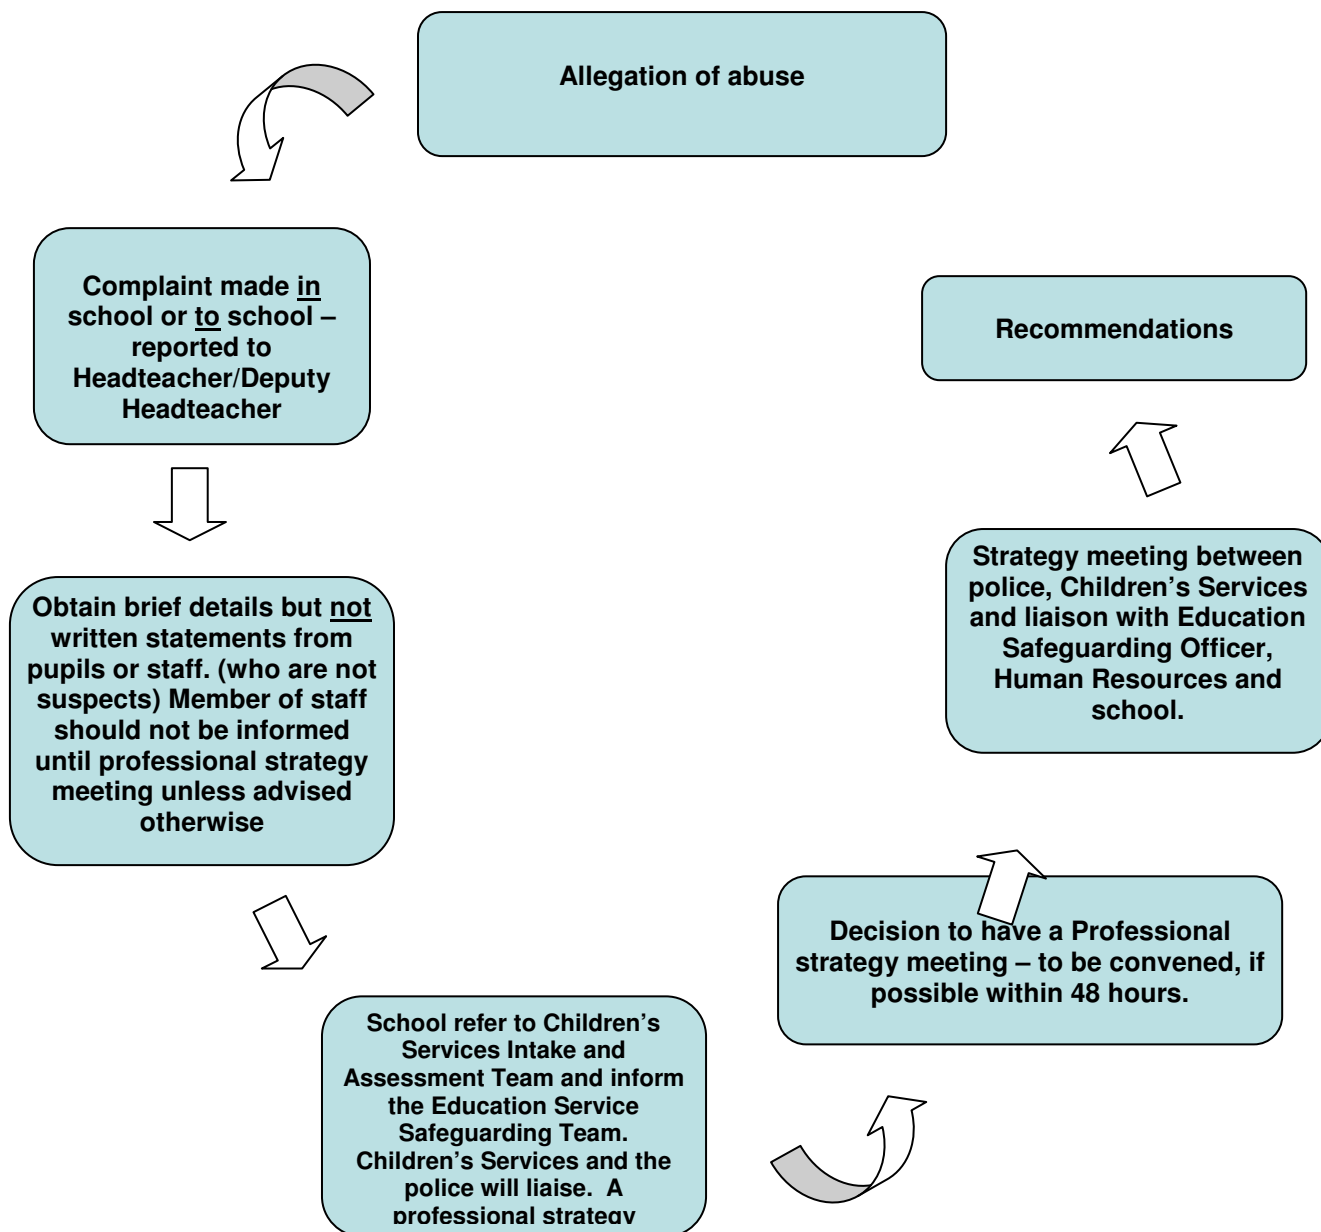 Allegation of abuse
Complaint made in
school or to school –
reported to
Headteacher/Deputy
Headteacher
Obtain brief details but not
written statements from
pupils or staff. (who are not
suspects) Member of staff
should not be informed
until professional strategy
meeting unless advised
otherwise
School refer to Children’s
Services Intake and
Assessment Team and inform
the Education Service
Safeguarding Team.
Children’s Services and the
police will liaise.  A
professional strategy
Decision to have a Professional
strategy meeting – to be convened, if
possible within 48 hours.
Strategy meeting between
police, Children’s Services
and liaison with Education
Safeguarding Officer,
Human Resources and
school.
Recommendations